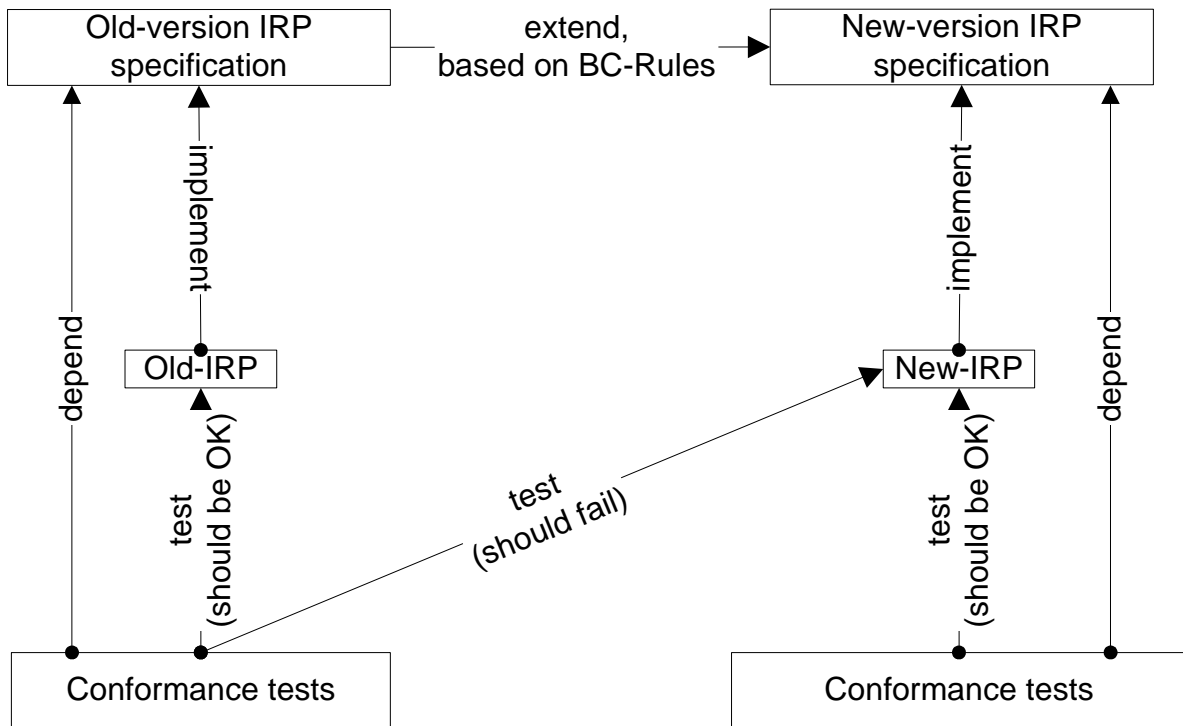 Old-version IRP
specification
extend,
based on BC-Rules
New-version IRP
specification
implement
implement
depend
Old-IRP
New-IRP
depend
test
(should be OK)
test
(should fail)
test
(should be OK)
Conformance tests
Conformance tests